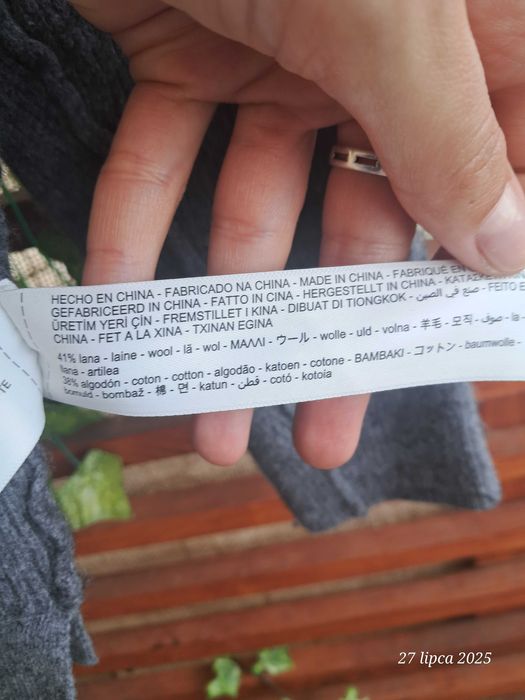 HECHO EN CHINA - FABRICADO NA CHINA - MADE IN CHINA - FABRIQUÉ EN
GEFABRICEERD IN CHINA - FATTO IN CINA - HERGESTELLT IN CHINA -
ÜRETİM YERİ ÇİN - FREMSTILLET I KINA - DIBUAT DI TIONGKOK - صنع في الصين - FEITO
CHINA - FET A LA XINA - TXINAN EGINA
41% lana - laine - wool - lã - wol - ΜΑΛΛΙ - ウール - wolle - uld - volna - 羊毛 - 모직 - صوف -
llana - artilea
38% algodón - coton - cotton - algodão - katoen - cotone - BAMBAKI - コットン - baumwolle -
bomuld - bombaž - 棉 - 면 - katun - قطن - cotó - kotoia
TE
27 lipca 2025